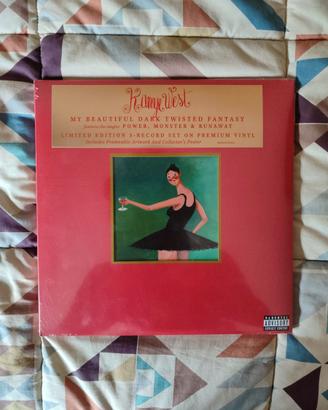 Kanye West
MY BEAUTIFUL DARK TWISTED FANTASY
features the singles POWER, MONSTER & RUNAWAY
LIMITED EDITION 3-RECORD SET ON PREMIUM VINYL
Includes Frameable Artwork And Collector's Poster
PARENTAL
ADVISORY
EXPLICIT CONTENT